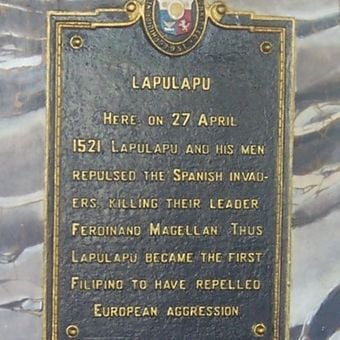 LAPULAPU
HERE, ON 27 APRIL
1521 LAPULAPU AND HIS MEN
REPULSED THE SPANISH INVAD-
ERS, KILLING THEIR LEADER
FERDINAND MAGELLAN. THUS
LAPULAPU BECAME THE FIRST
FILIPINO TO HAVE REPELLED
EUROPEAN AGGRESSION